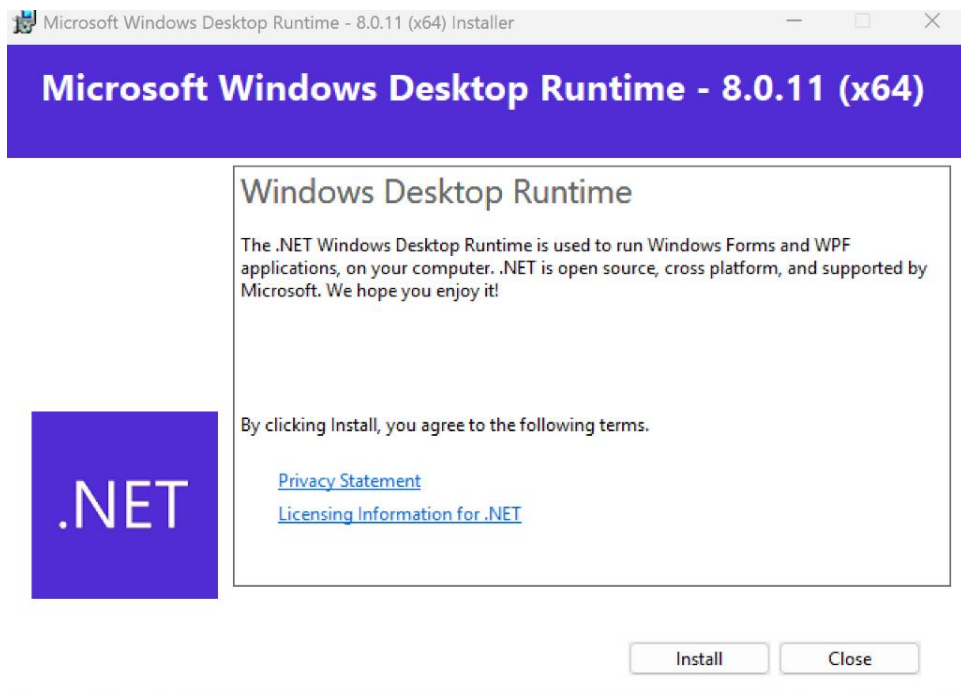 Microsoft Windows Desktop Runtime - 8.0.11 (x64) Installer
Microsoft Windows Desktop Runtime - 8.0.11 (x64)
Windows Desktop Runtime
The .NET Windows Desktop Runtime is used to run Windows Forms and WPF
applications, on your computer. .NET is open source, cross platform, and supported by
Microsoft. We hope you enjoy it!
By clicking Install, you agree to the following terms.
Privacy Statement
Licensing Information for .NET
.NET
Install
Close